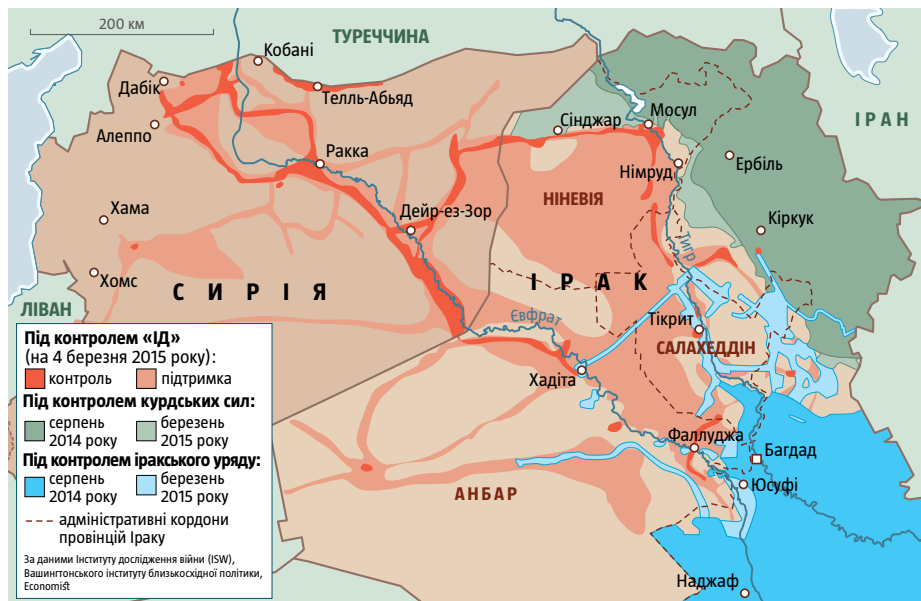 200 км
ТУРЕЧЧИНА
Кобані
Дабік
Телль-Абьяд
Алеппо
Сінджар
Мосул
ІРАН
Ракка
Німруд
Ербіль
НІНЕВІЯ
Хама
Дейр-ез-Зор
Кіркук
Тигр
Хомс
СИРІЯ
ІРАК
ЛІВАН
Євфрат
Тікрит
САЛАХЕДДІН
Хадіта
Фаллуджа
Багдад
Юсуфі
АНБАР
Наджаф
Під контролем «ІД»
(на 4 березня 2015 року):
контроль
підтримка
Під контролем курдських сил:
серпень
2014 року
березень
2015 року
Під контролем іракського уряду:
серпень
2014 року
березень
2015 року
адміністративні кордони
провінцій Іраку
За даними Інституту дослідження війни (ISW),
Вашингтонського інституту близькосхідної політики,
Economist